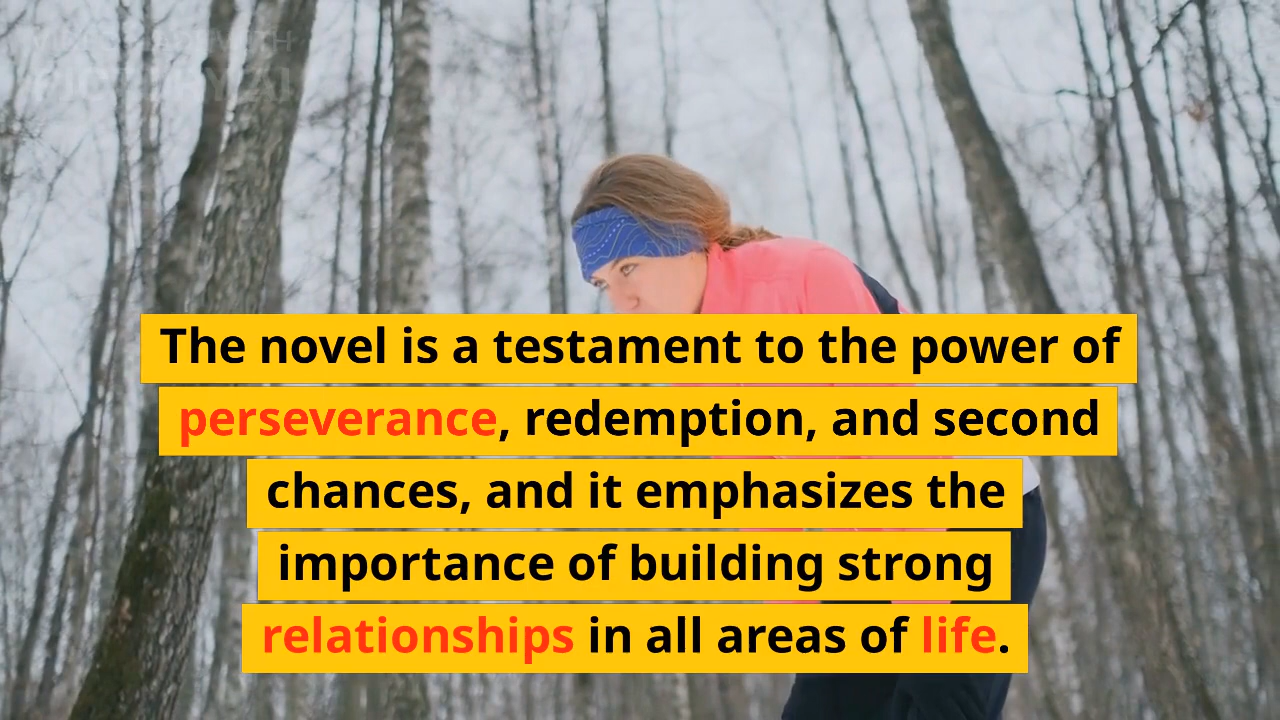 The novel is a testament to the power of
perseverance, redemption, and second
chances, and it emphasizes the
importance of building strong
relationships in all areas of life.